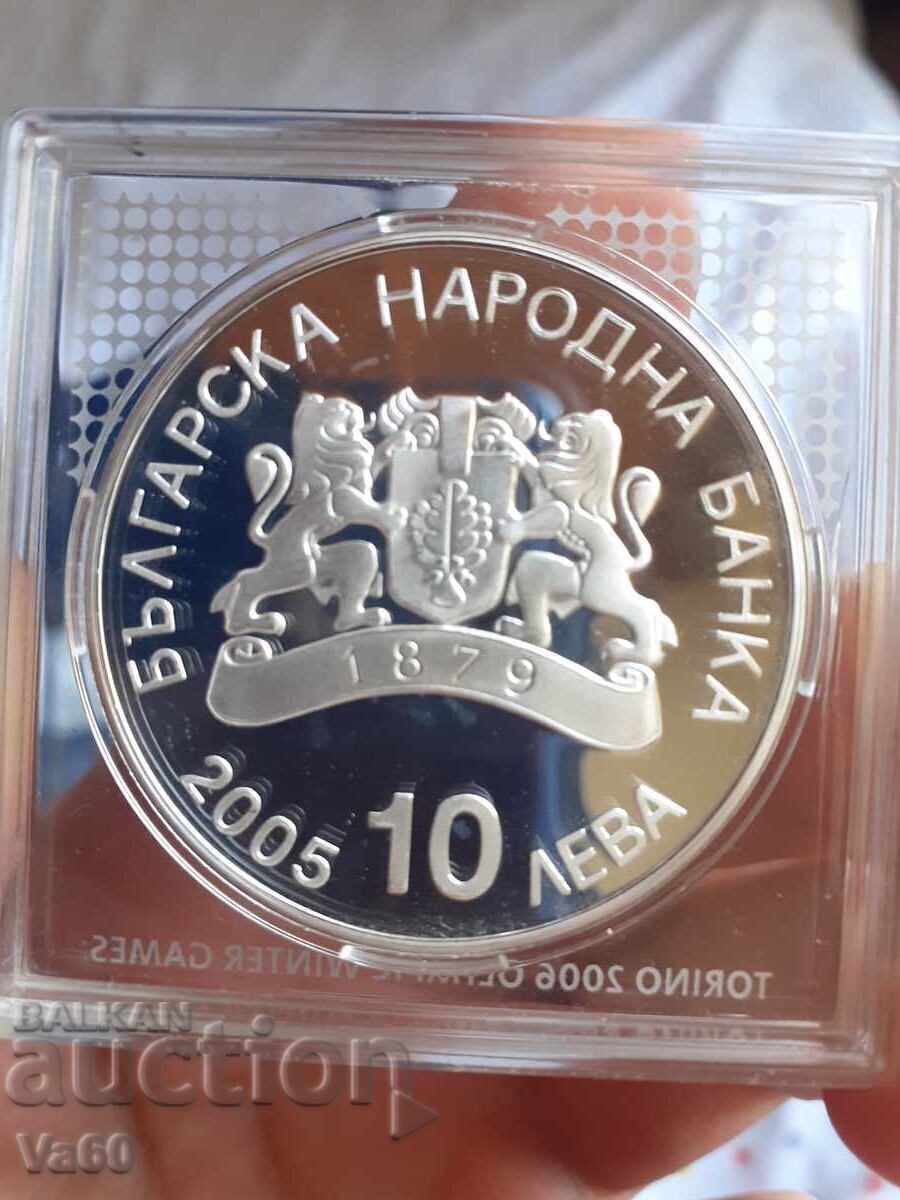 БЪЛГАРСКА НАРОДНА БАНКА
1879
2005 10 ЛЕВА
TORINO 2006 OLYMPIC WINTER GAMES
BALKAN
auction
Va60